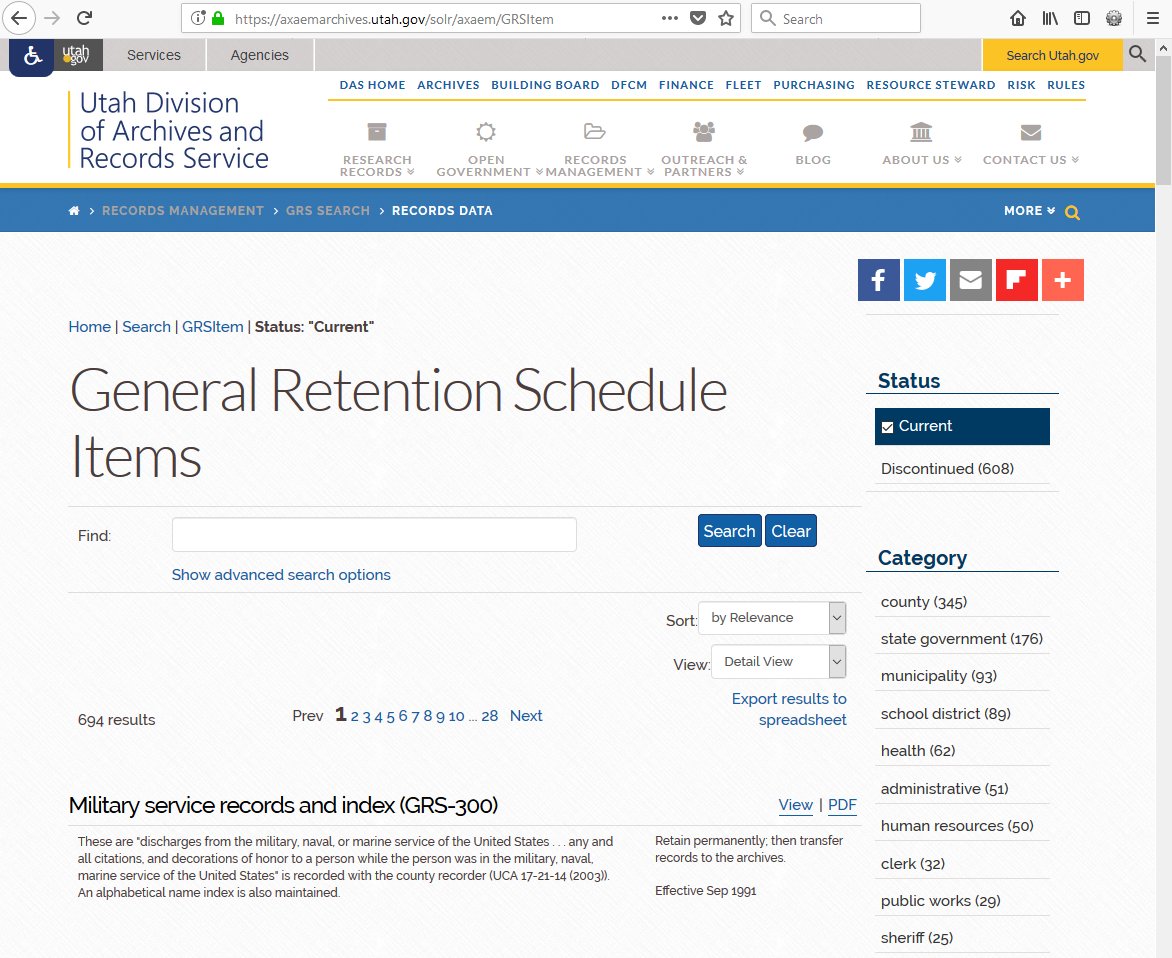 https://axaemarchives.utah.gov/solr/axaem/GRSItem
Search
utah
gov
Services
Agencies
Search Utah.gov
Utah Division
of Archives and
Records Service
DAS HOME ARCHIVES BUILDING BOARD DFCM FINANCE FLEET PURCHASING RESOURCE STEWARD RISK RULES
RESEARCH
RECORDS
OPEN
GOVERNMENT
RECORDS
MANAGEMENT
OUTREACH &
PARTNERS
BLOG
ABOUT US
CONTACT US
> RECORDS MANAGEMENT > GRS SEARCH > RECORDS DATA
MORE
Home | Search | GRSItem | Status: "Current"
General Retention Schedule
Items
Find:
Search
Clear
Show advanced search options
Sort: by Relevance
View: Detail View
Export results to
spreadsheet
694 results
Prev 1 2 3 4 5 6 7 8 9 10 ... 28 Next
Military service records and index (GRS-300)
View | PDF
These are "discharges from the military, naval, or marine service of the United States . . . any and
all citations, and decorations of honor to a person while the person was in the military, naval,
marine service of the United States" is recorded with the county recorder (UCA 17-21-14 (2003)).
An alphabetical name index is also maintained.
Retain permanently; then transfer
records to the archives.
Effective Sep 1991
Status
Current
Discontinued (608)
Category
county (345)
state government (176)
municipality (93)
school district (89)
health (62)
administrative (51)
human resources (50)
clerk (32)
public works (29)
sheriff (25)